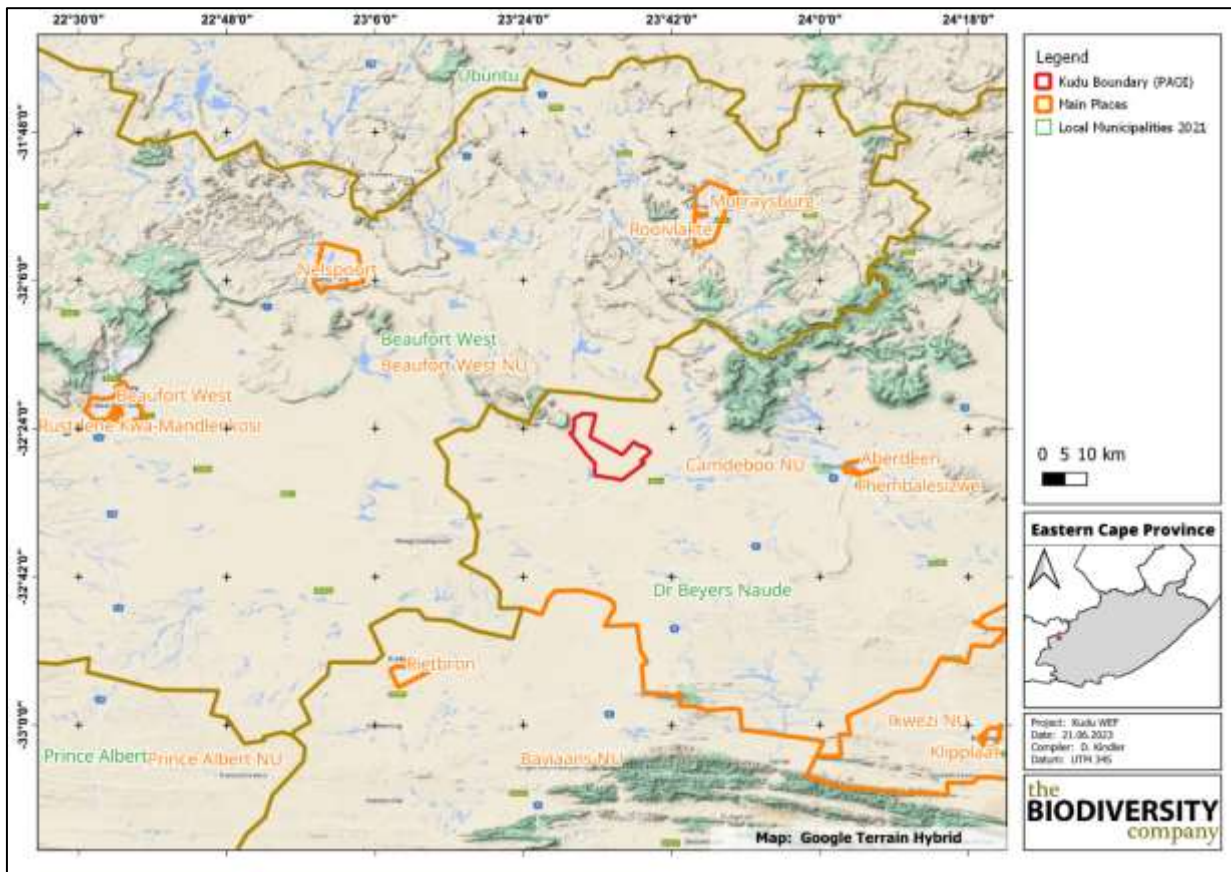 22°30'0" 22°48'0" 23°6'0" 23°24'0" 23°42'0" 24°0'0" 24°18'0"
-31°48'0"
-32°6'0"
-32°24'0"
-32°42'0"
-33°0'0"
Ubuntu
Murraysburg
Rooivlakte
Nelspoort
Beaufort West
Beaufort West NU
Beaufort West
Rustdene Kwa-Mandlenkosi
Camdeboo NU
Aberdeen
Thembalesizwe
Dr Beyers Naude
Rietbron
Ikwezi NU
Klipplaat
Prince Albert
Prince Albert NU
Baviaans NU
Map: Google Terrain Hybrid
Legend
Kudu Boundary (PAOI)
Main Places
Local Municipalities 2021
0 5 10 km
Eastern Cape Province
Project: Kudu WEF
Date: 21.06.2023
Compiler: D. Kindler
Datum: UTM 34S
the
BIODIVERSITY
company